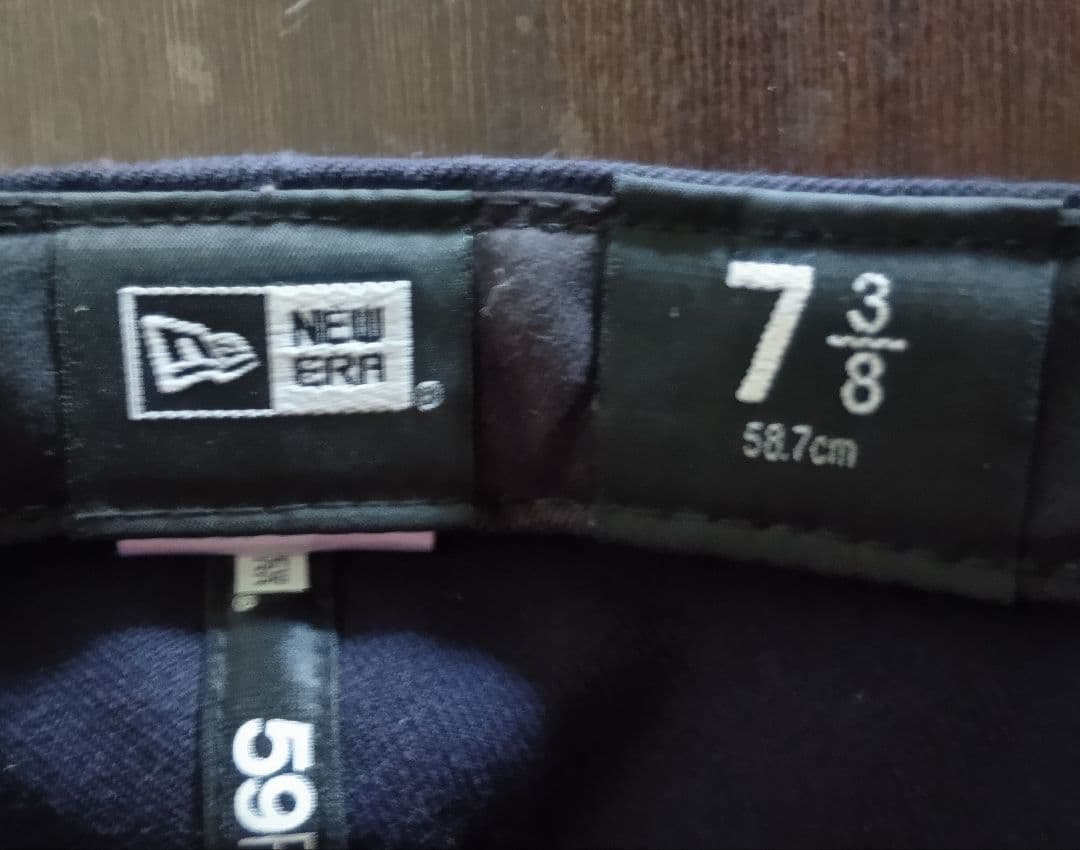 NEW
ERA
®
7 3/8
58.7cm
59F